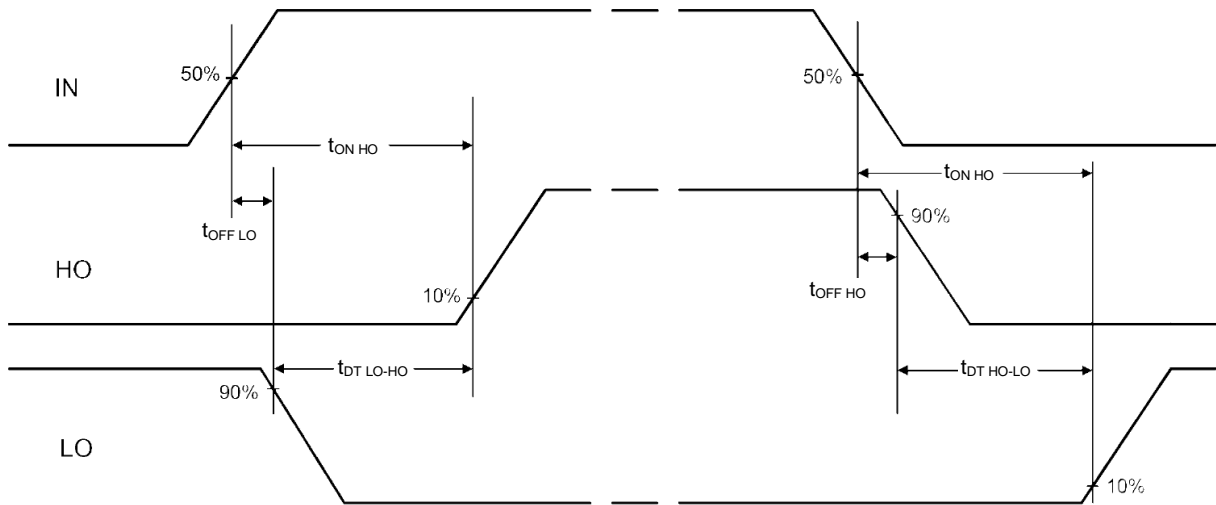 IN
50%
50%
tON HO
tON HO
tOFF LO
90%
HO
10%
tOFF HO
tDT LO-HO
tDT HO-LO
90%
LO
10%